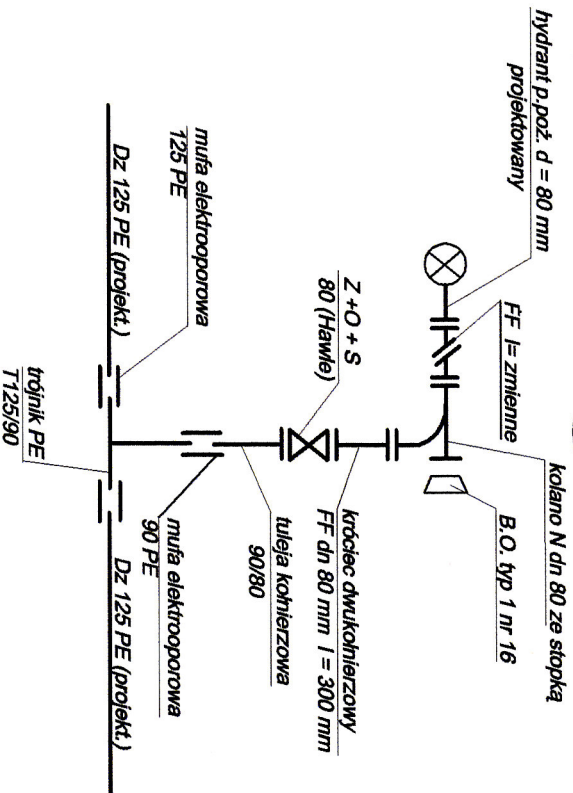 hydrant p.poż. d = 80 mm
projektowany
FF l= zmienne
kolano N dn 80 ze stopką
B.O. typ 1 nr 16
Z +O + S
80 (Hawle)
króciec dwukołnierzowy
FF dn 80 mm l = 300 mm
tuleja kołnierzowa
90/80
mufa elektrooporowa
125 PE
mufa elektrooporowa
90 PE
Dz 125 PE (projekt.)
trójnik PE
T125/90
Dz 125 PE (projekt.)